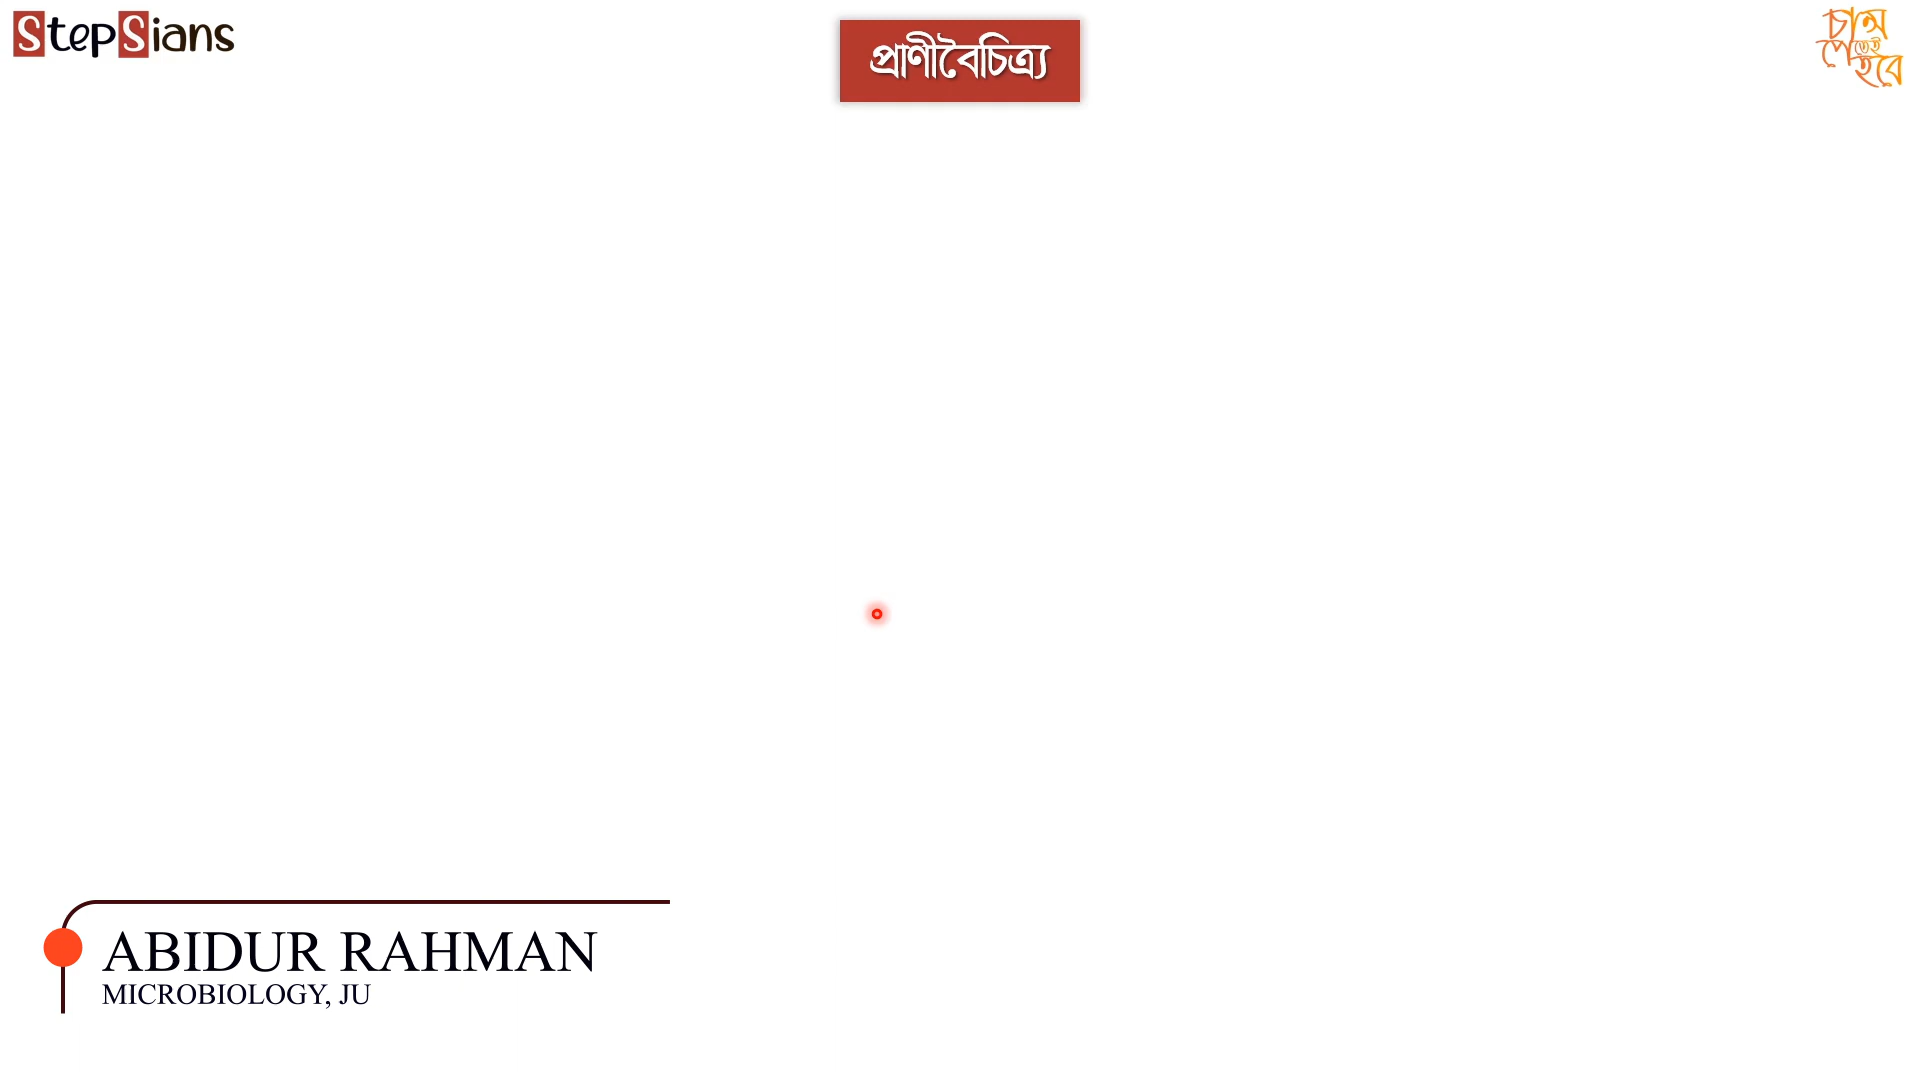 StepSians
প্রাণীবৈচিত্র্য
চান্স
পেতেই
হবে
ABIDUR RAHMAN
MICROBIOLOGY, JU